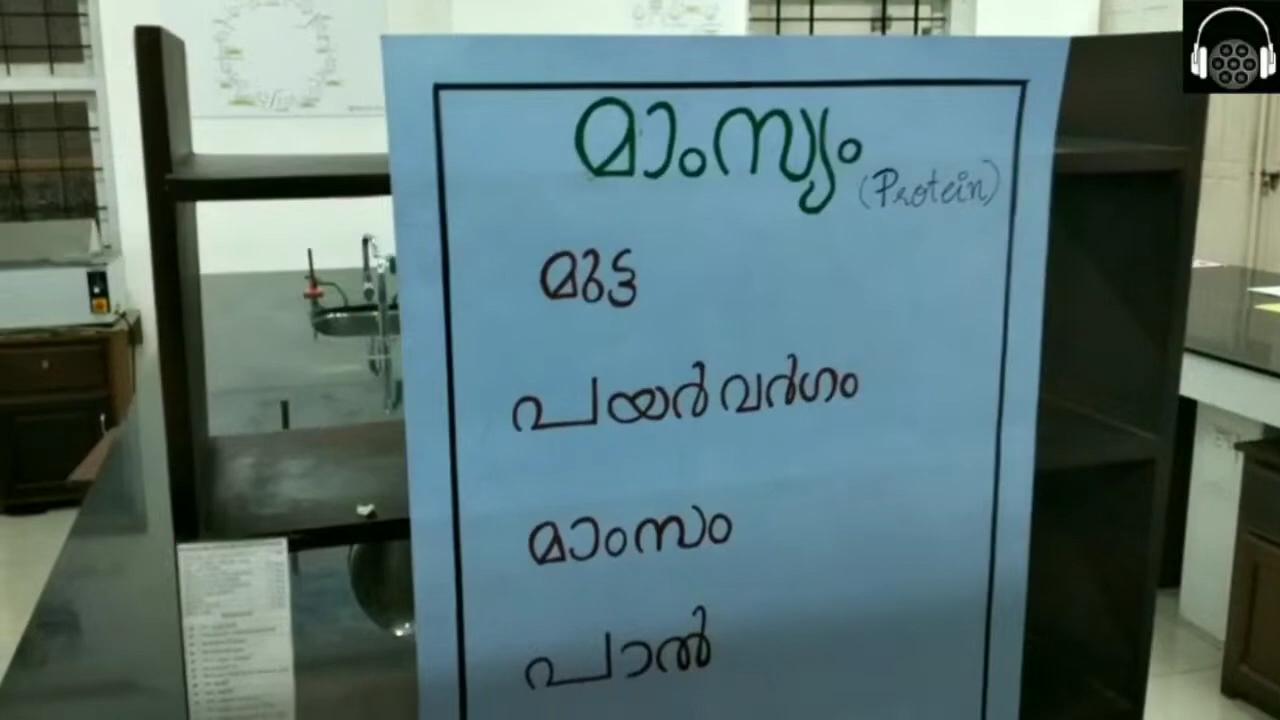 മാംസ്യം
(Protein)
മുട്ട
പയർവർഗം
മാംസം
പാൽ